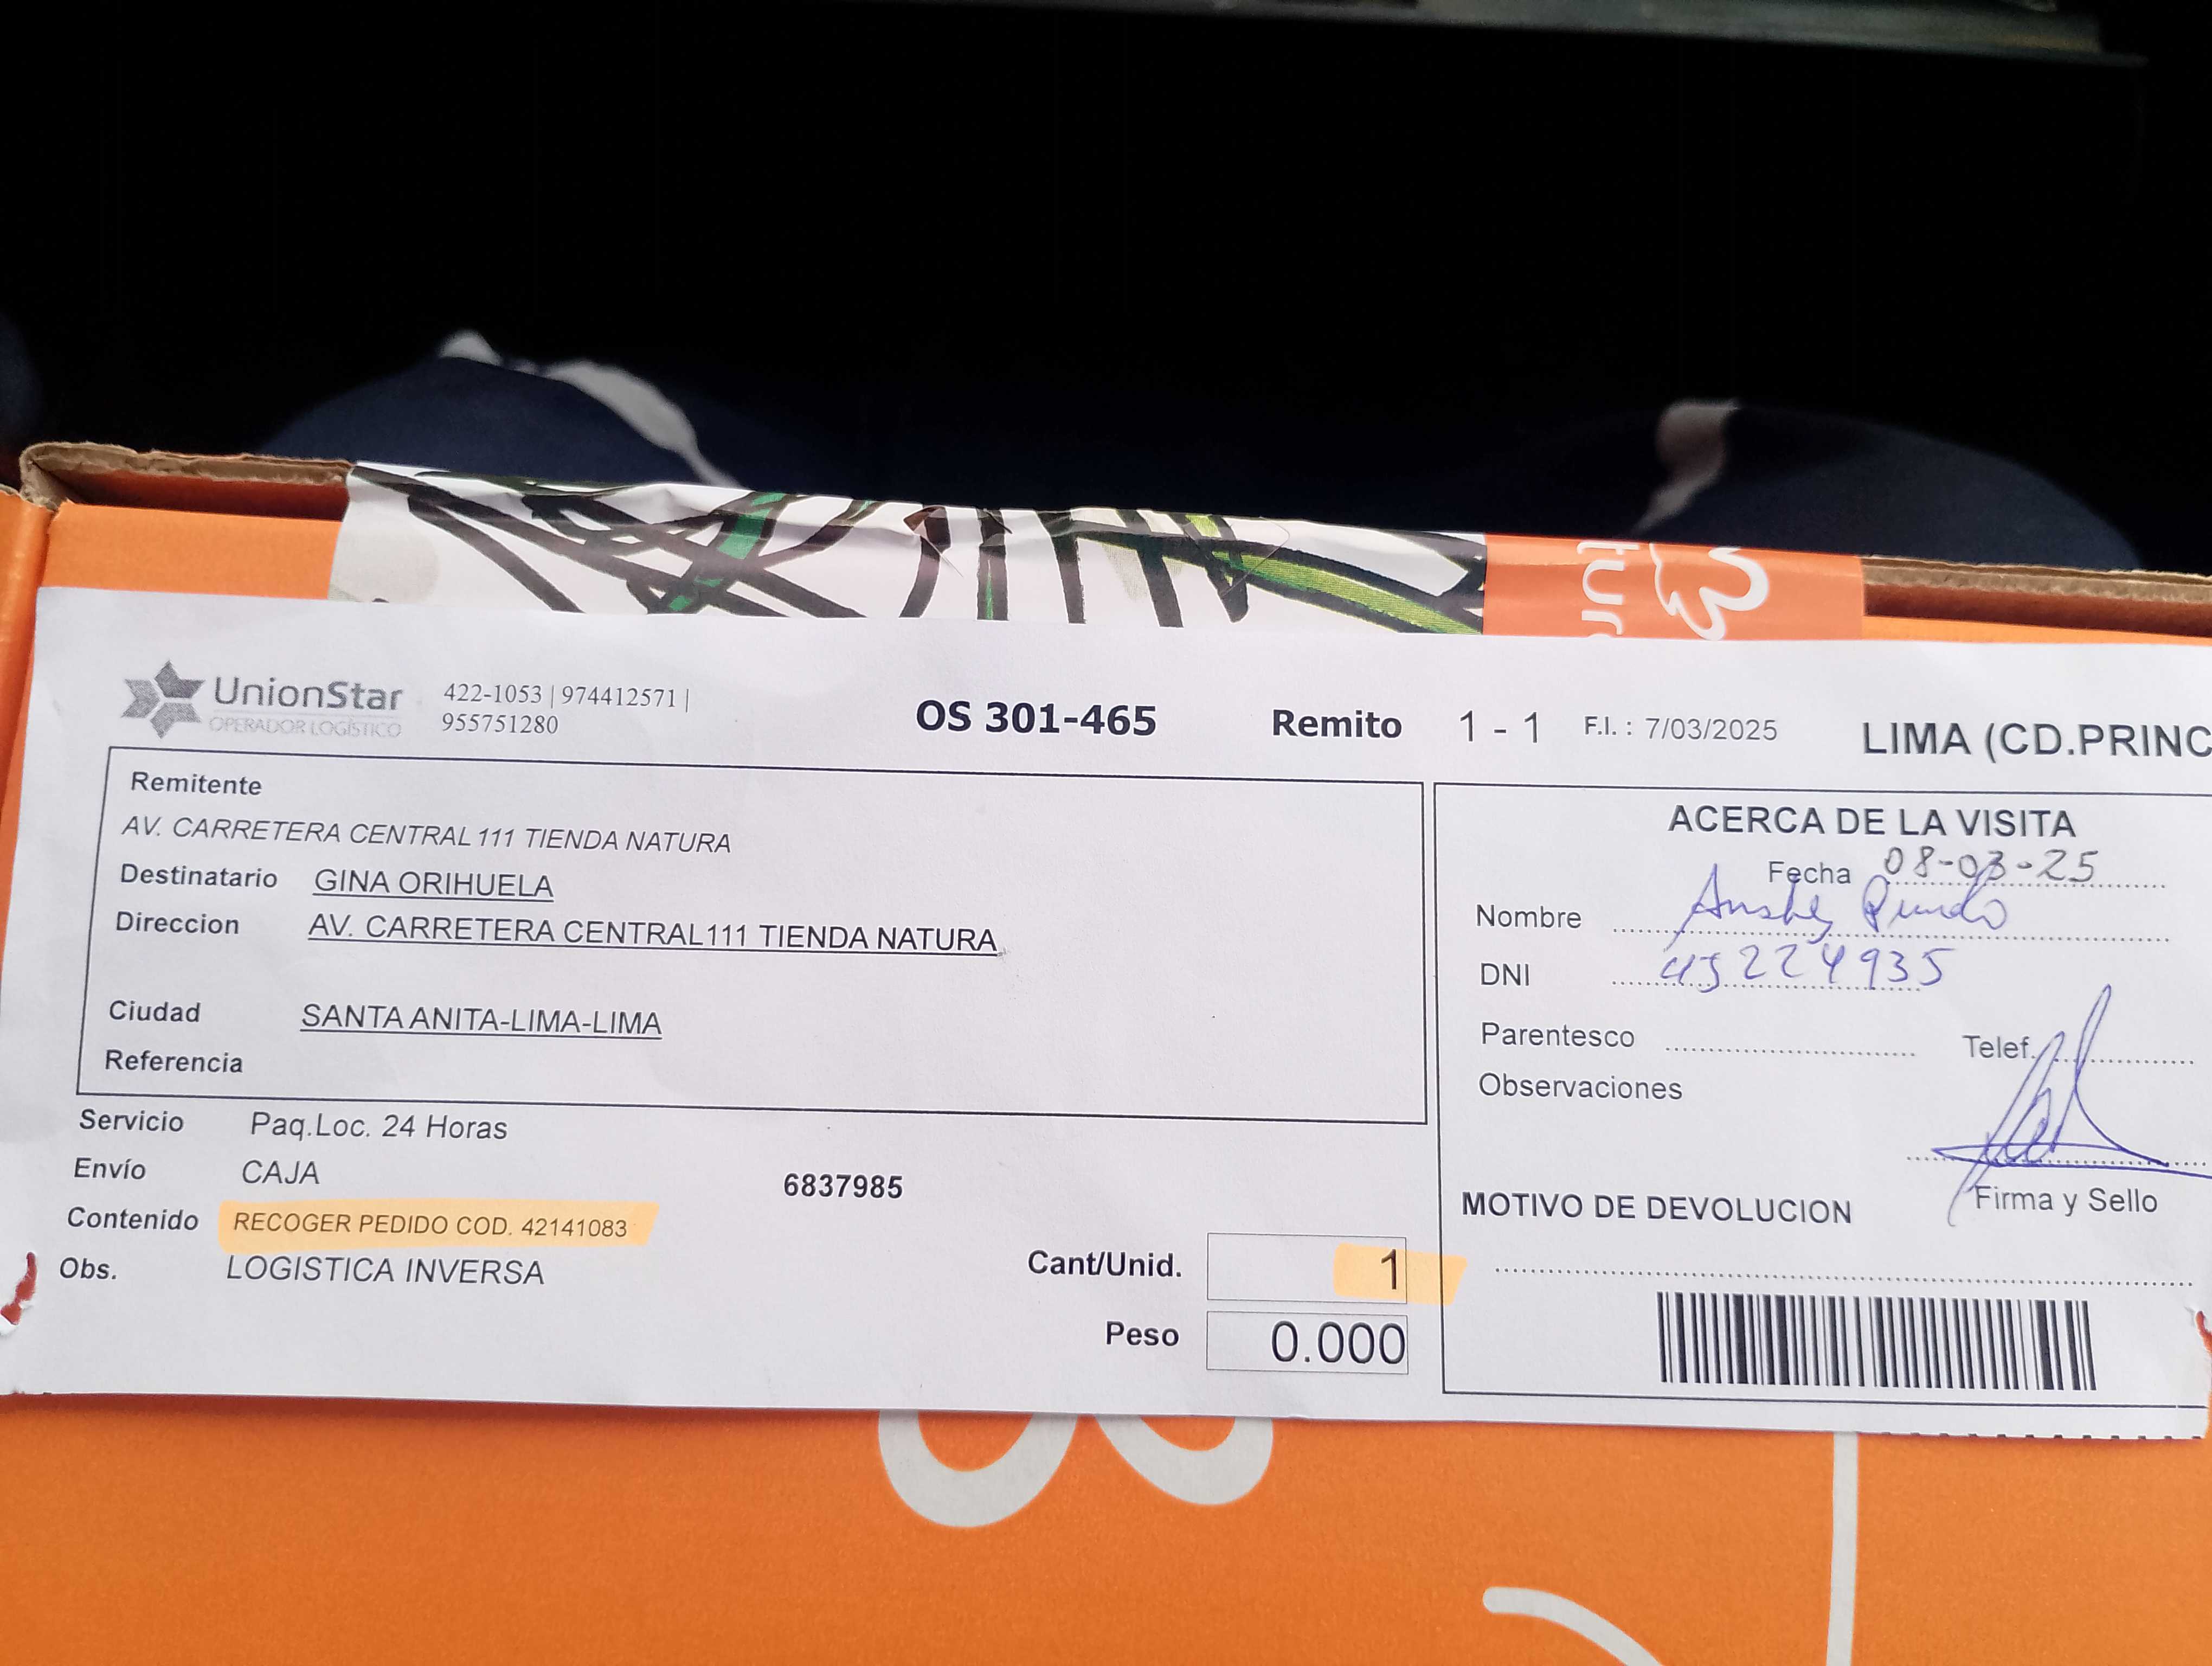 tur
UnionStar
OPERADOR LOGÍSTICO
422-1053 | 974412571 |
955751280
OS 301-465 Remito 1 - 1 F.I. : 7/03/2025 LIMA (CD.PRINC
Remitente
AV. CARRETERA CENTRAL 111 TIENDA NATURA
Destinatario GINA ORIHUELA
Direccion AV. CARRETERA CENTRAL111 TIENDA NATURA
Ciudad SANTA ANITA-LIMA-LIMA
Referencia
Servicio Paq.Loc. 24 Horas
Envío CAJA 6837985
Contenido RECOGER PEDIDO COD. 42141083
Obs. LOGISTICA INVERSA
Cant/Unid. 1
Peso 0.000
ACERCA DE LA VISITA
Fecha 08-03-25
Nombre
DNI 45224935
Parentesco Telef.
Observaciones
Firma y Sello
MOTIVO DE DEVOLUCION